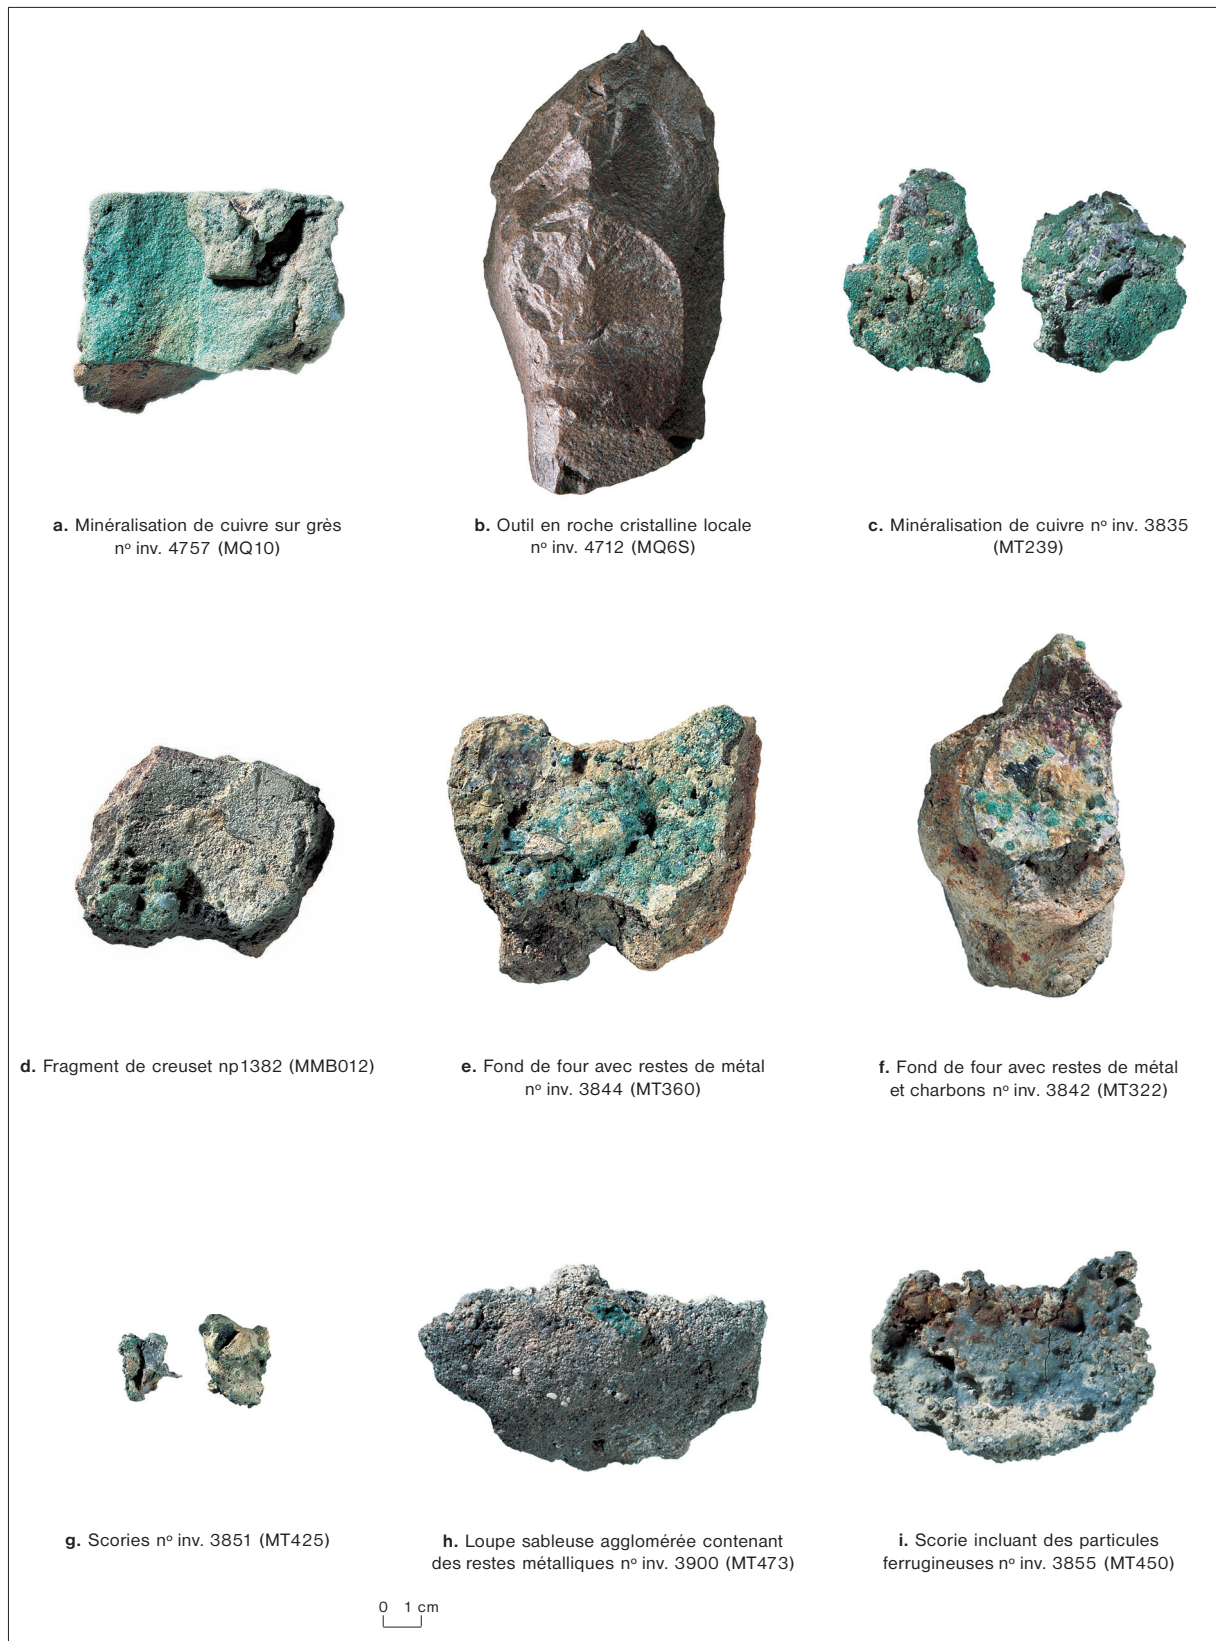 a. Minéralisation de cuivre sur grès
nº inv. 4757 (MQ10)
b. Outil en roche cristalline locale
nº inv. 4712 (MQ6S)
c. Minéralisation de cuivre nº inv. 3835
(MT239)
d. Fragment de creuset np1382 (MMB012)
e. Fond de four avec restes de métal
nº inv. 3844 (MT360)
f. Fond de four avec restes de métal
et charbons nº inv. 3842 (MT322)
g. Scories nº inv. 3851 (MT425)
h. Loupe sableuse agglomérée contenant
des restes métalliques nº inv. 3900 (MT473)
i. Scorie incluant des particules
ferrugineuses nº inv. 3855 (MT450)
0 1 cm